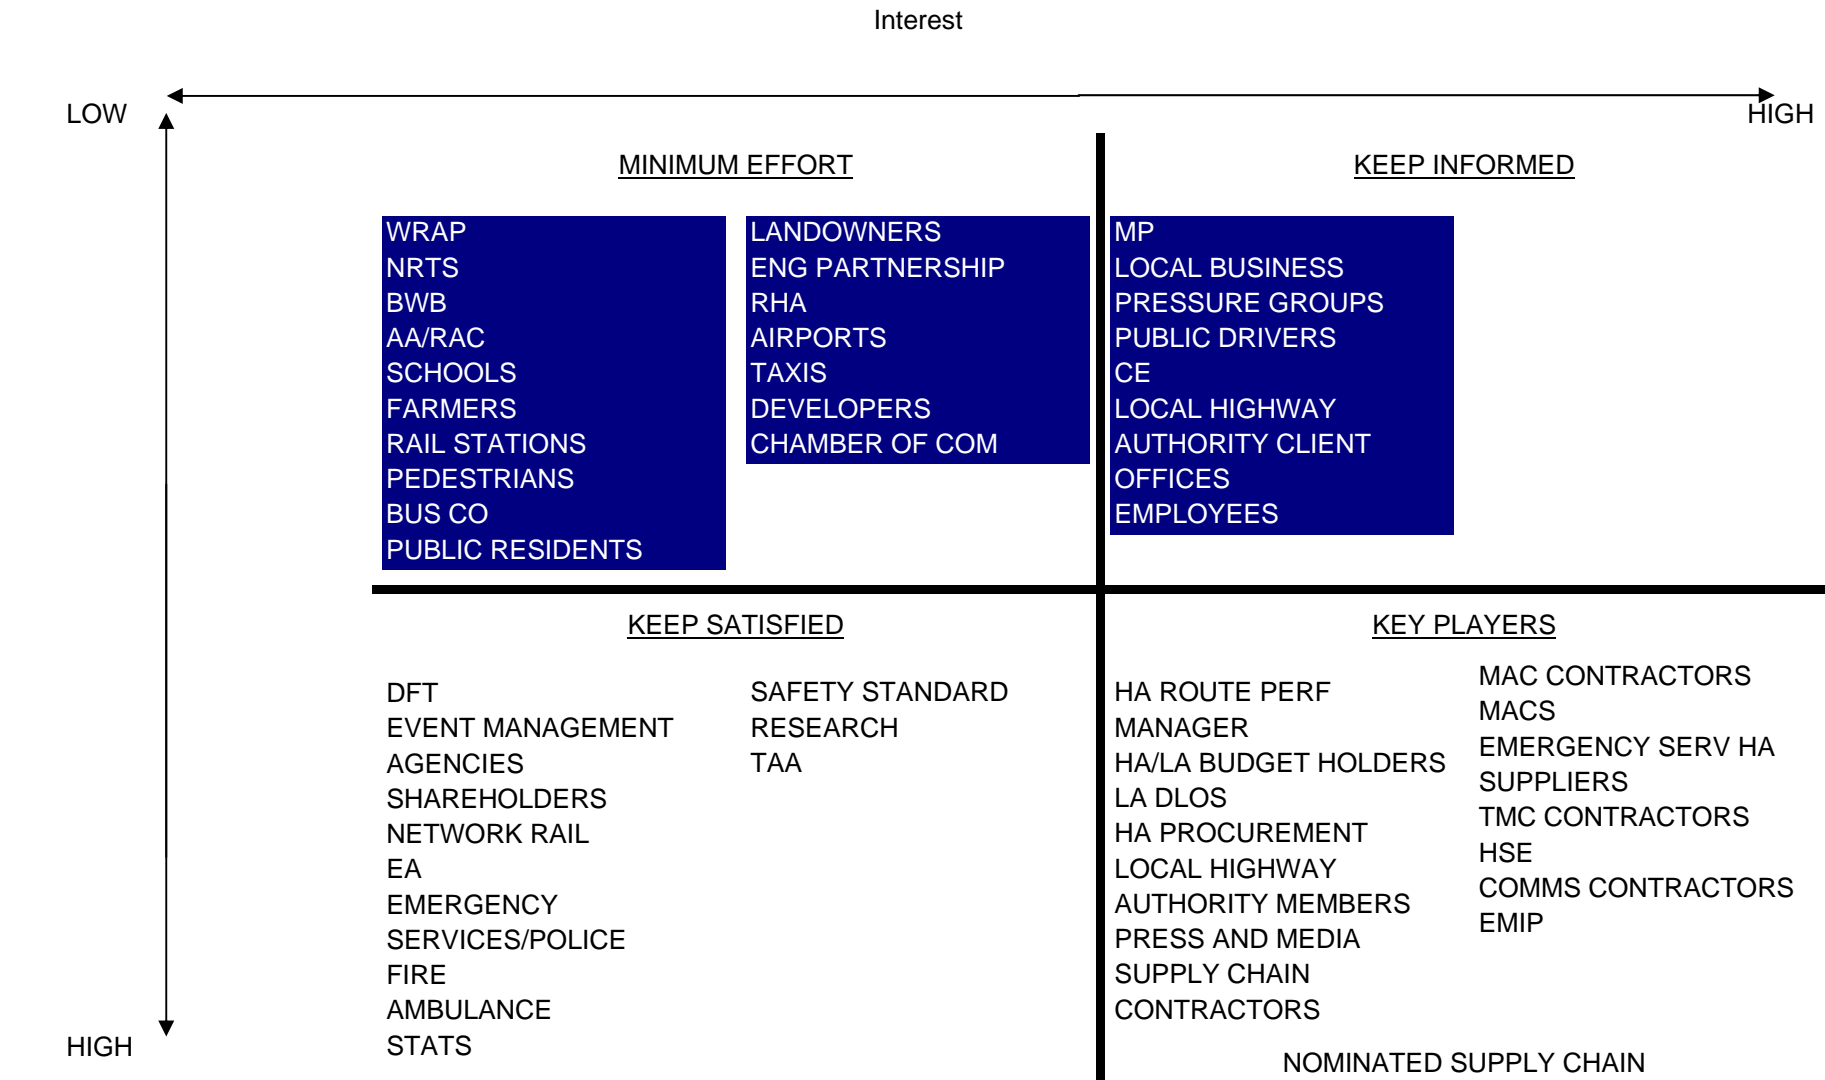 Interest
LOW
HIGH
MINIMUM EFFORT
KEEP INFORMED
WRAP
NRTS
BWB
AA/RAC
SCHOOLS
FARMERS
RAIL STATIONS
PEDESTRIANS
BUS CO
PUBLIC RESIDENTS
LANDOWNERS
ENG PARTNERSHIP
RHA
AIRPORTS
TAXIS
DEVELOPERS
CHAMBER OF COM
MP
LOCAL BUSINESS
PRESSURE GROUPS
PUBLIC DRIVERS
CE
LOCAL HIGHWAY
AUTHORITY CLIENT
OFFICES
EMPLOYEES
KEEP SATISFIED
KEY PLAYERS
DFT
EVENT MANAGEMENT
AGENCIES
SHAREHOLDERS
NETWORK RAIL
EA
EMERGENCY
SERVICES/POLICE
FIRE
AMBULANCE
STATS
SAFETY STANDARD
RESEARCH
TAA
HA ROUTE PERF
MANAGER
HA/LA BUDGET HOLDERS
LA DLOS
HA PROCUREMENT
LOCAL HIGHWAY
AUTHORITY MEMBERS
PRESS AND MEDIA
SUPPLY CHAIN
CONTRACTORS
MAC CONTRACTORS
MACS
EMERGENCY SERV HA
SUPPLIERS
TMC CONTRACTORS
HSE
COMMS CONTRACTORS
EMIP
NOMINATED SUPPLY CHAIN
HIGH